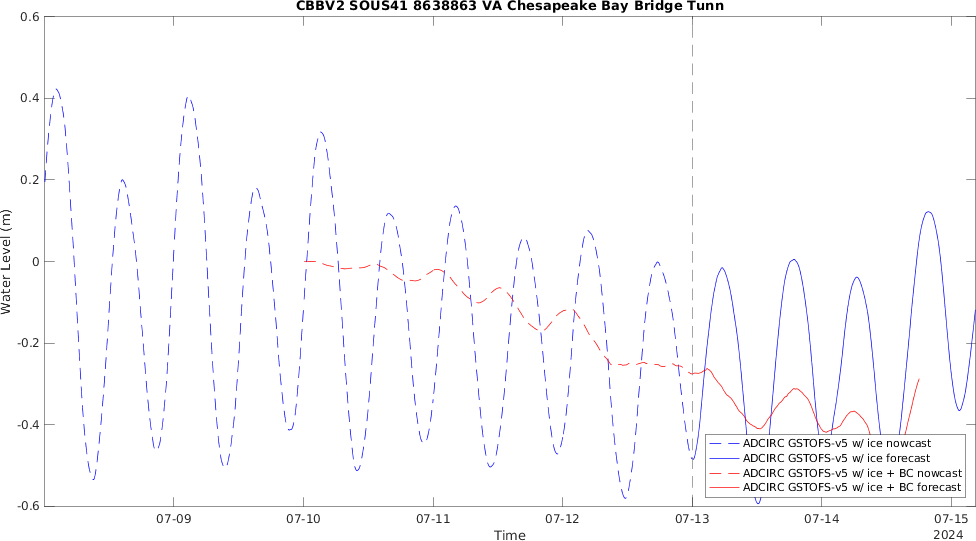 CBBV2 SOUS41 8638863 VA Chesapeake Bay Bridge Tunn
0.6
0.4
0.2
0
-0.2
-0.4
-0.6
Water Level (m)
07-09 07-10 07-11 07-12 07-13 07-14 07-15
2024
Time
ADCIRC GSTOFS-v5 w/ ice nowcast
ADCIRC GSTOFS-v5 w/ ice forecast
ADCIRC GSTOFS-v5 w/ ice + BC nowcast
ADCIRC GSTOFS-v5 w/ ice + BC forecast